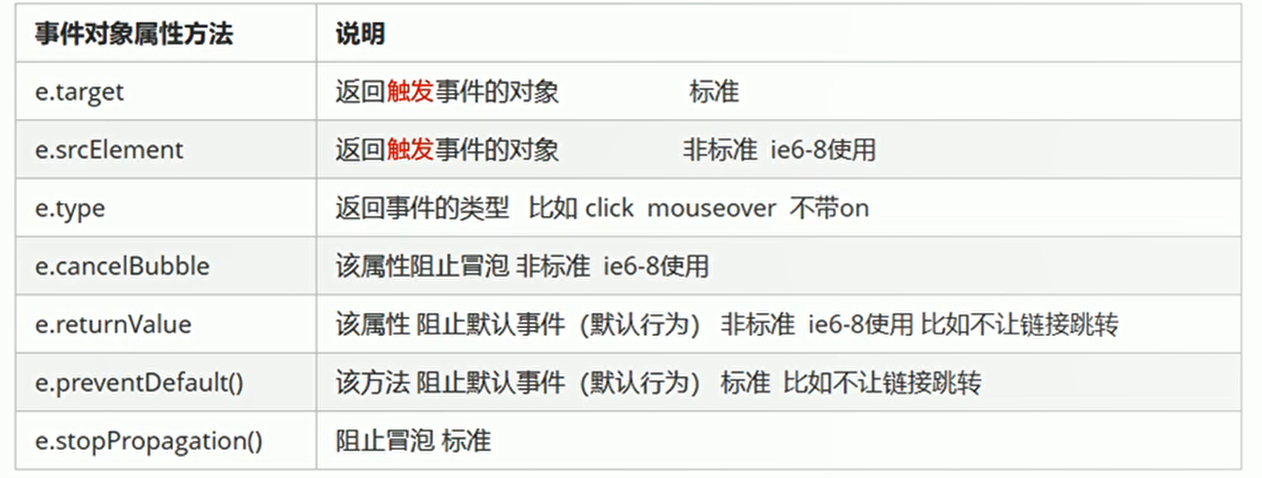 事件对象属性方法 说明
e.target 返回触发事件的对象 标准
e.srcElement 返回触发事件的对象 非标准 ie6-8使用
e.type 返回事件的类型 比如 click mouseover 不带on
e.cancelBubble 该属性阻止冒泡 非标准 ie6-8使用
e.returnValue 该属性 阻止默认事件（默认行为） 非标准 ie6-8使用 比如不让链接跳转
e.preventDefault() 该方法 阻止默认事件（默认行为） 标准 比如不让链接跳转
e.stopPropagation() 阻止冒泡 标准